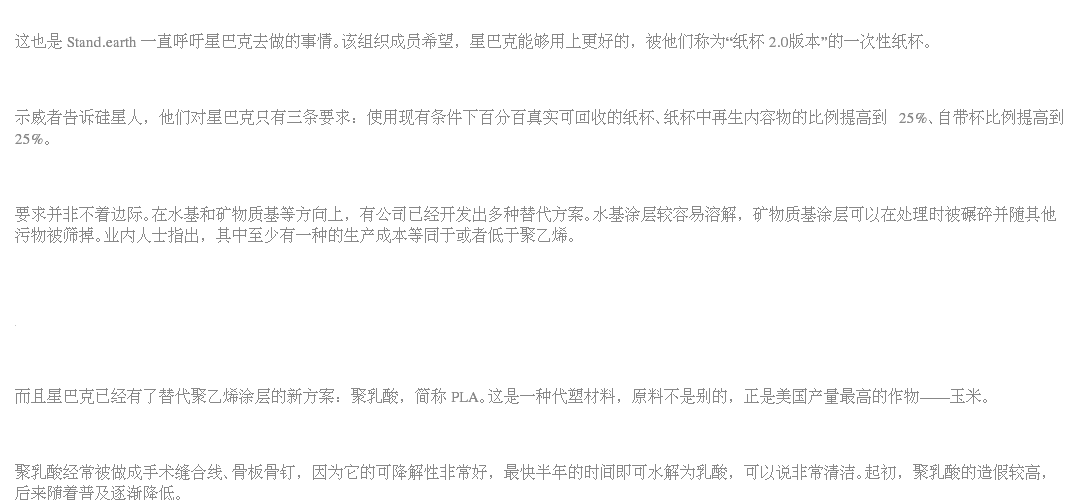 这也是 Stand.earth 一直呼吁星巴克去做的事情。该组织成员希望，星巴克能够用上更好的，被他们称为“纸杯 2.0版本”的一次性纸杯。
示威者告诉硅星人，他们对星巴克只有三条要求：使用现有条件下百分百真实可回收的纸杯、纸杯中再生内容物的比例提高到 25%、自带杯比例提高到
25%。
要求并非不着边际。在水基和矿物质基等方向上，有公司已经开发出多种替代方案。水基涂层较容易溶解，矿物质基涂层可以在处理时被碾碎并随其他
污物被筛掉。业内人士指出，其中至少有一种的生产成本等同于或者低于聚乙烯。
而且星巴克已经有了替代聚乙烯涂层的新方案：聚乳酸，简称 PLA。这是一种代塑材料，原料不是别的，正是美国产量最高的作物——玉米。
聚乳酸经常被做成手术缝合线、骨板骨钉，因为它的可降解性非常好，最快半年的时间即可水解为乳酸，可以说非常清洁。起初，聚乳酸的造假较高，
后来随着普及逐渐降低。